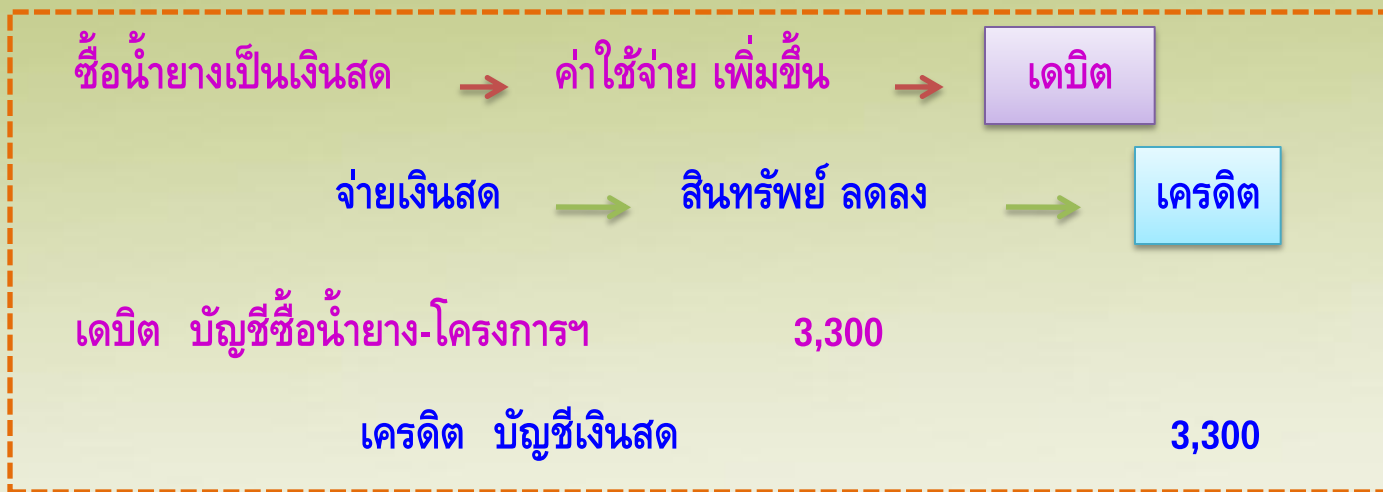 ซื้อน้ำยางเป็นเงินสด ค่าใช้จ่าย เพิ่มขึ้น เดบิต
จ่ายเงินสด สินทรัพย์ ลดลง เครดิต
เดบิต บัญชีซื้อน้ำยาง-โครงการฯ 3,300
เครดิต บัญชีเงินสด 3,300